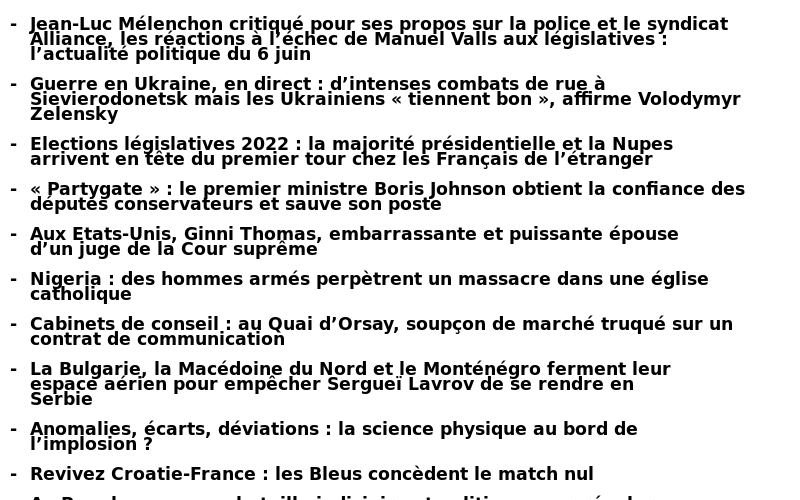 - Jean-Luc Mélenchon critiqué pour ses propos sur la police et le syndicat
Alliance, les réactions à l’échec de Manuel Valls aux législatives :
l’actualité politique du 6 juin
- Guerre en Ukraine, en direct : d’intenses combats de rue à
Sievierodonetsk mais les Ukrainiens « tiennent bon », affirme Volodymyr
Zelensky
- Elections législatives 2022 : la majorité présidentielle et la Nupes
arrivent en tête du premier tour chez les Français de l’étranger
- « Partygate » : le premier ministre Boris Johnson obtient la confiance des
députés conservateurs et sauve son poste
- Aux Etats-Unis, Ginni Thomas, embarrassante et puissante épouse
d’un juge de la Cour suprême
- Nigeria : des hommes armés perpètrent un massacre dans une église
catholique
- Cabinets de conseil : au Quai d’Orsay, soupçon de marché truqué sur un
contrat de communication
- La Bulgarie, la Macédoine du Nord et le Monténégro ferment leur
espace aérien pour empêcher Sergueï Lavrov de se rendre en
Serbie
- Anomalies, écarts, déviations : la science physique au bord de
l’implosion ?
- Revivez Croatie-France : les Bleus concèdent le match nul